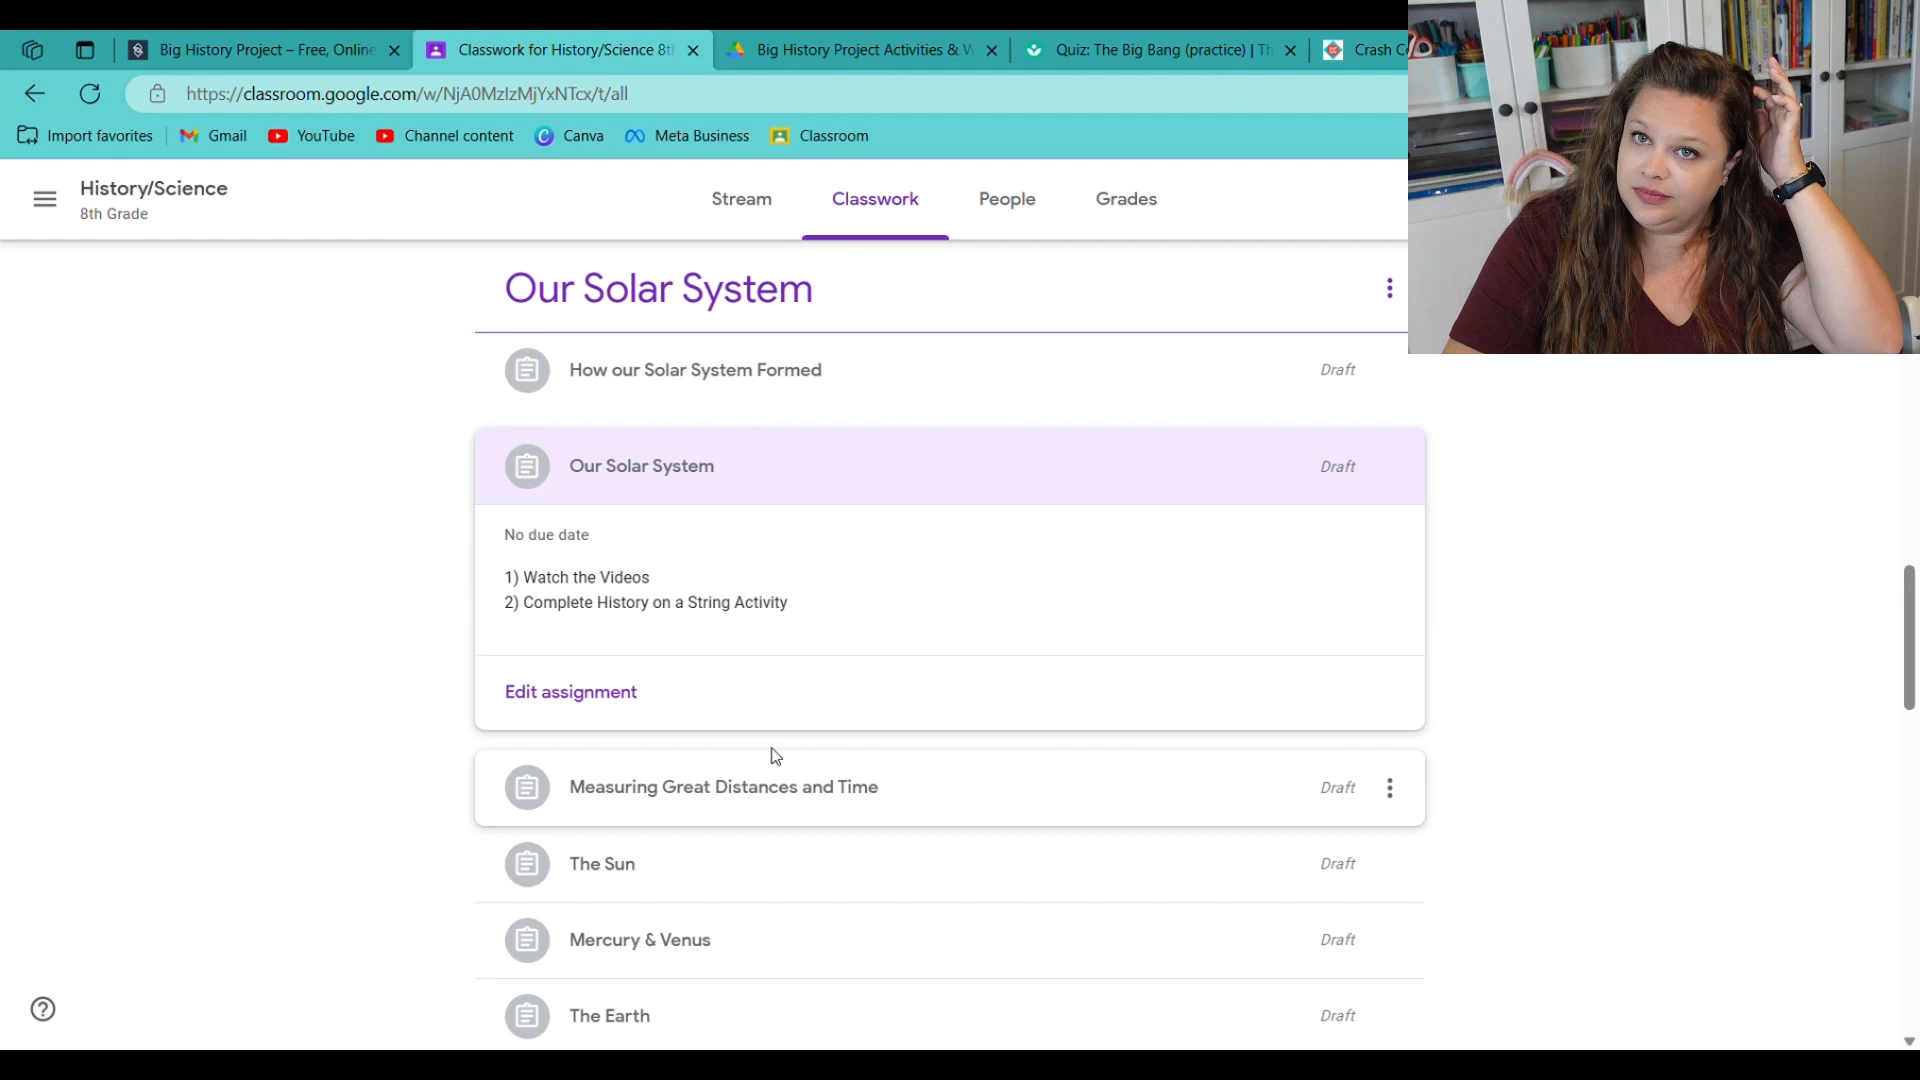 Big History Project – Free, Online
Classwork for History/Science 8t
Big History Project Activities & W
Quiz: The Big Bang (practice) | Th
Crash C
https://classroom.google.com/w/NjA0MzIzMjYxNTcx/t/all
Import favorites
Gmail
YouTube
Channel content
Canva
Meta Business
Classroom
History/Science
8th Grade
Stream
Classwork
People
Grades
Our Solar System
How our Solar System Formed
Draft
Our Solar System
Draft
No due date
1) Watch the Videos
2) Complete History on a String Activity
Edit assignment
Measuring Great Distances and Time
Draft
The Sun
Draft
Mercury & Venus
Draft
The Earth
Draft